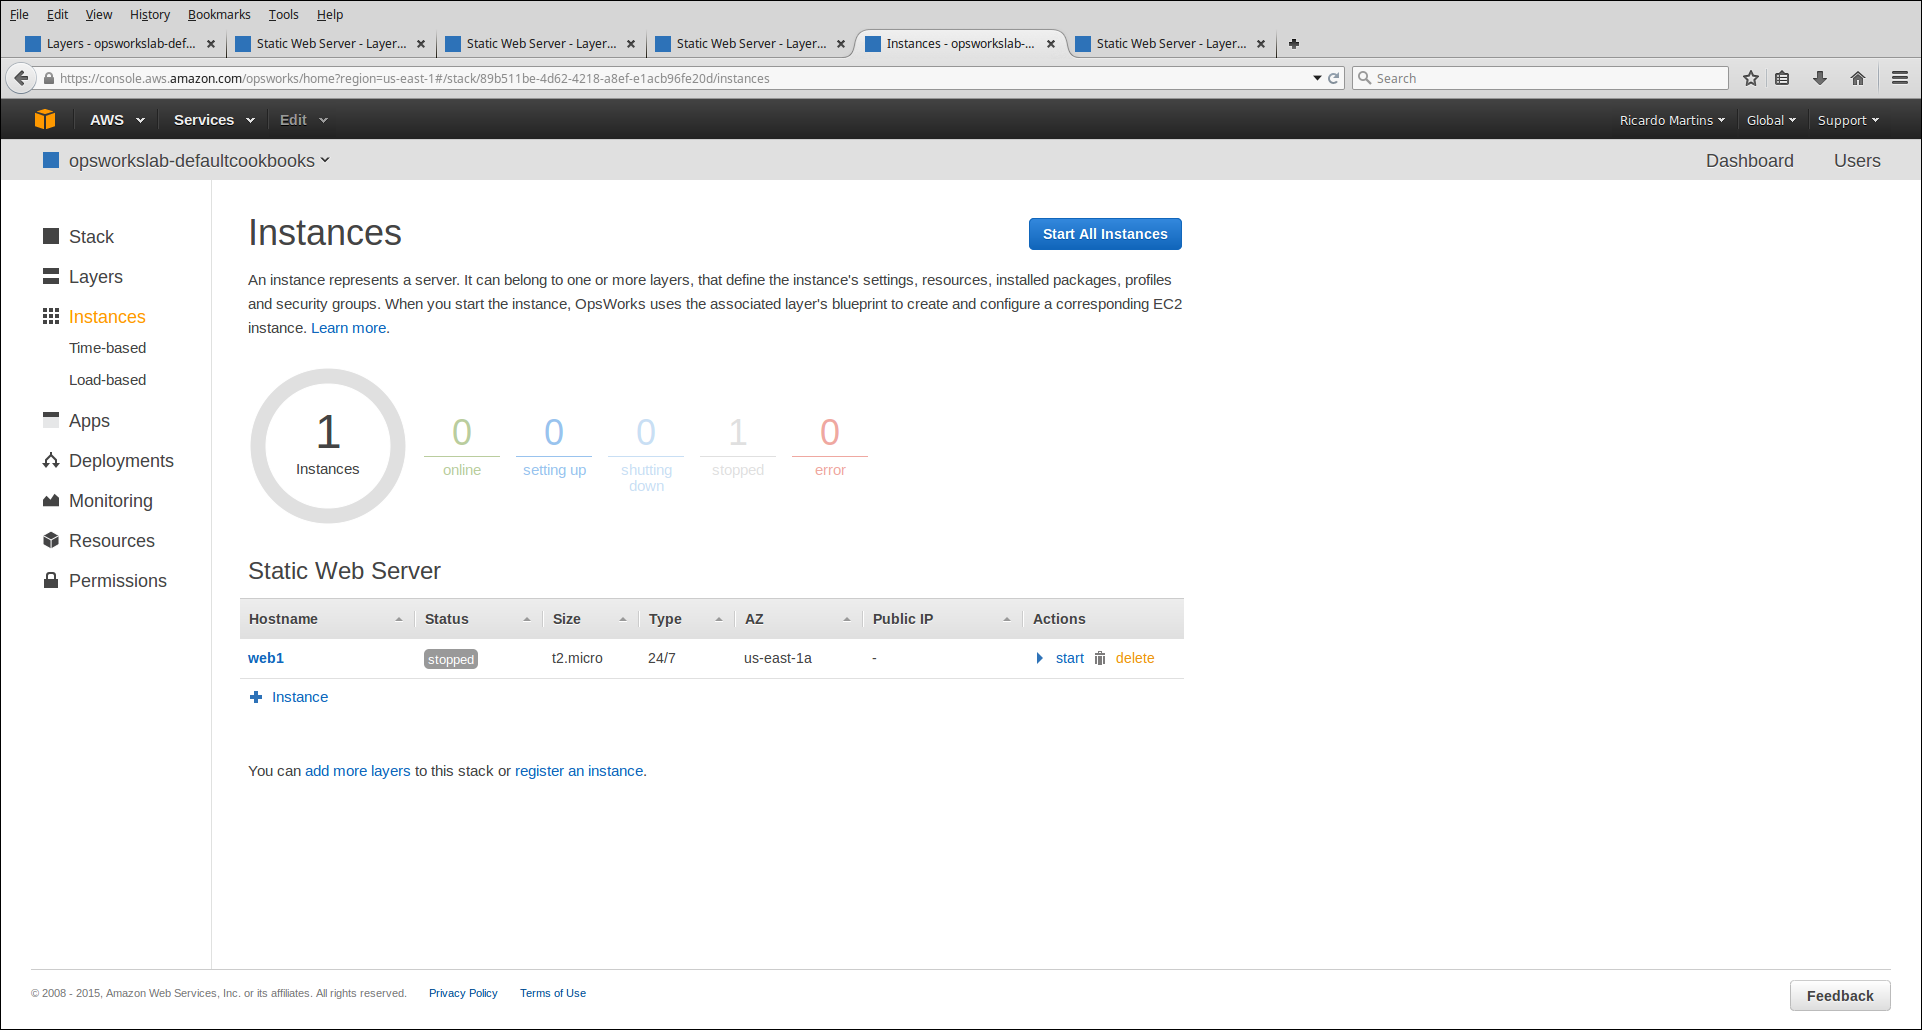 File Edit View History Bookmarks Tools Help
Layers - opsworkslab-def... Static Web Server - Layer... Static Web Server - Layer... Static Web Server - Layer... Instances - opsworkslab-... Static Web Server - Layer...
https://console.aws.amazon.com/opsworks/home?region=us-east-1#/stack/89b511be-4d62-4218-a8ef-e1acb96fe20d/instances Search
AWS Services Edit Ricardo Martins Global Support
opsworkslab-defaultcookbooks Dashboard Users
Stack
Layers
Instances
Time-based
Load-based
Apps
Deployments
Monitoring
Resources
Permissions
Instances
Start All Instances
An instance represents a server. It can belong to one or more layers, that define the instance's settings, resources, installed packages, profiles
and security groups. When you start the instance, OpsWorks uses the associated layer's blueprint to create and configure a corresponding EC2
instance. Learn more.
1
Instances
0
online
0
setting up
0
shutting
down
1
stopped
0
error
Static Web Server
Hostname Status Size Type AZ Public IP Actions
web1 stopped t2.micro 24/7 us-east-1a - start delete
Instance
You can add more layers to this stack or register an instance.
© 2008 - 2015, Amazon Web Services, Inc. or its affiliates. All rights reserved. Privacy Policy Terms of Use
Feedback